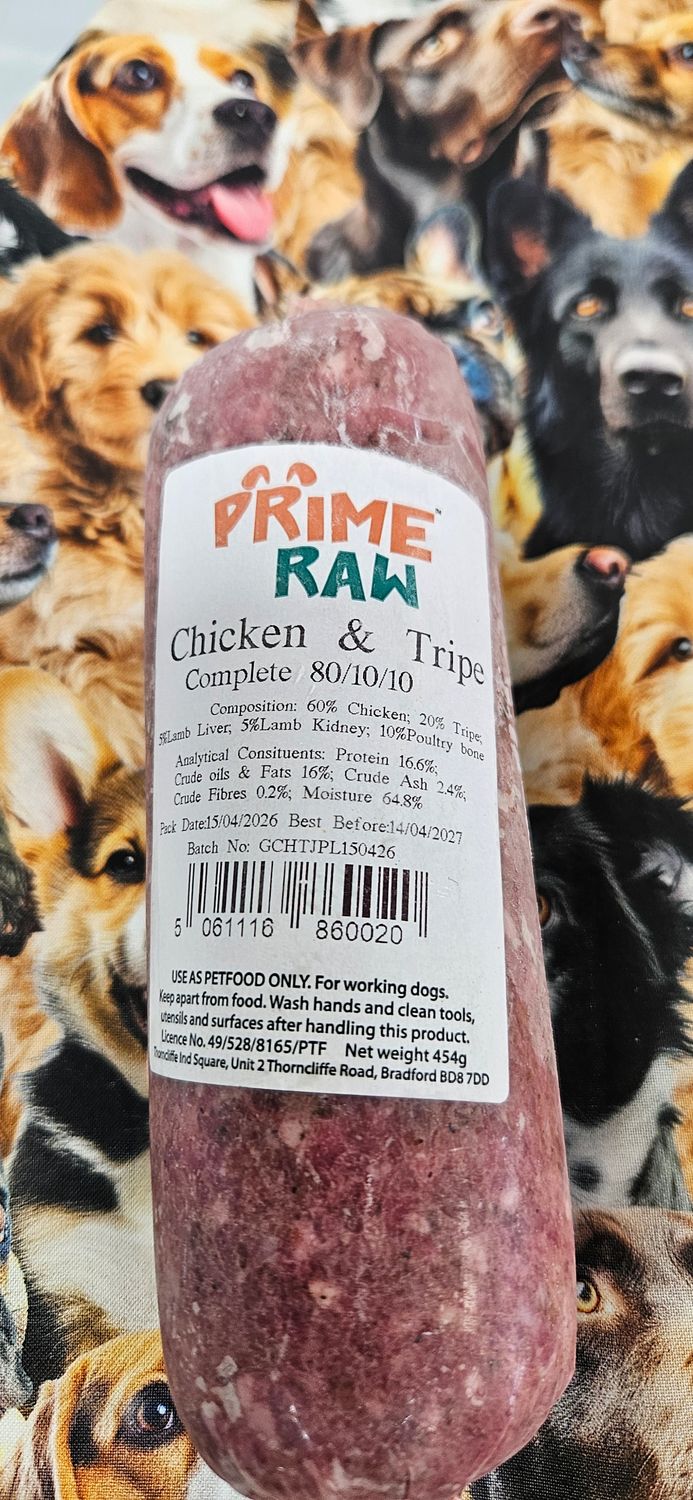 PRIME™
RAW
Chicken & Tripe
Complete 80/10/10
Composition: 60% Chicken; 20% Tripe;
5%Lamb Liver; 5%Lamb Kidney; 10%Poultry bone
Analytical Consituents: Protein 16.6%;
Crude oils & Fats 16%; Crude Ash 2.4%;
Crude Fibres 0.2%; Moisture 64.8%
Pack Date:15/04/2026 Best Before:14/04/2027
Batch No: GCHTJPL150426
5 061116 860020
USE AS PETFOOD ONLY. For working dogs.
Keep apart from food. Wash hands and clean tools,
utensils and surfaces after handling this product.
Licence No. 49/528/8165/PTF Net weight 454g
Thorncliffe Ind Square, Unit 2 Thorncliffe Road, Bradford BD8 7DD